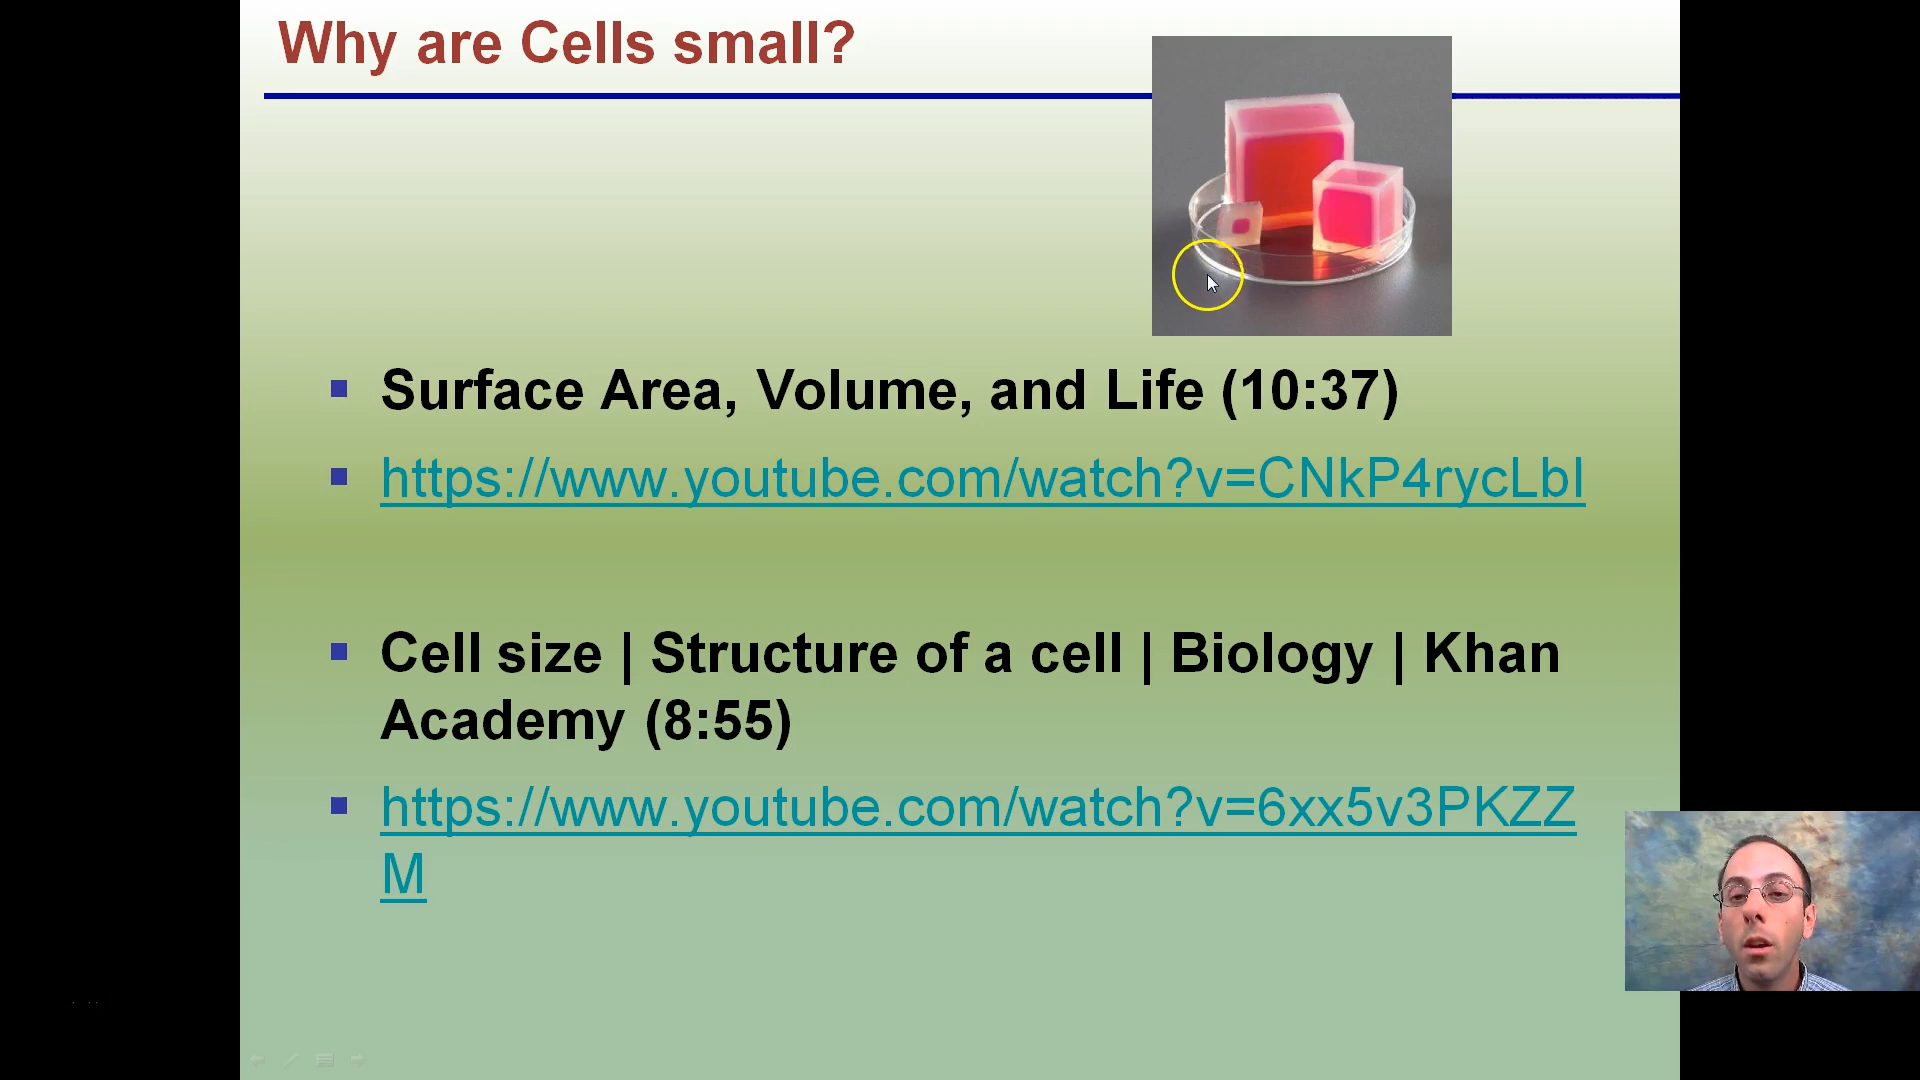 Why are Cells small?
Surface Area, Volume, and Life (10:37)
https://www.youtube.com/watch?v=CNkP4rycLbI
Cell size | Structure of a cell | Biology | Khan
Academy (8:55)
https://www.youtube.com/watch?v=6xx5v3PKZZ
M